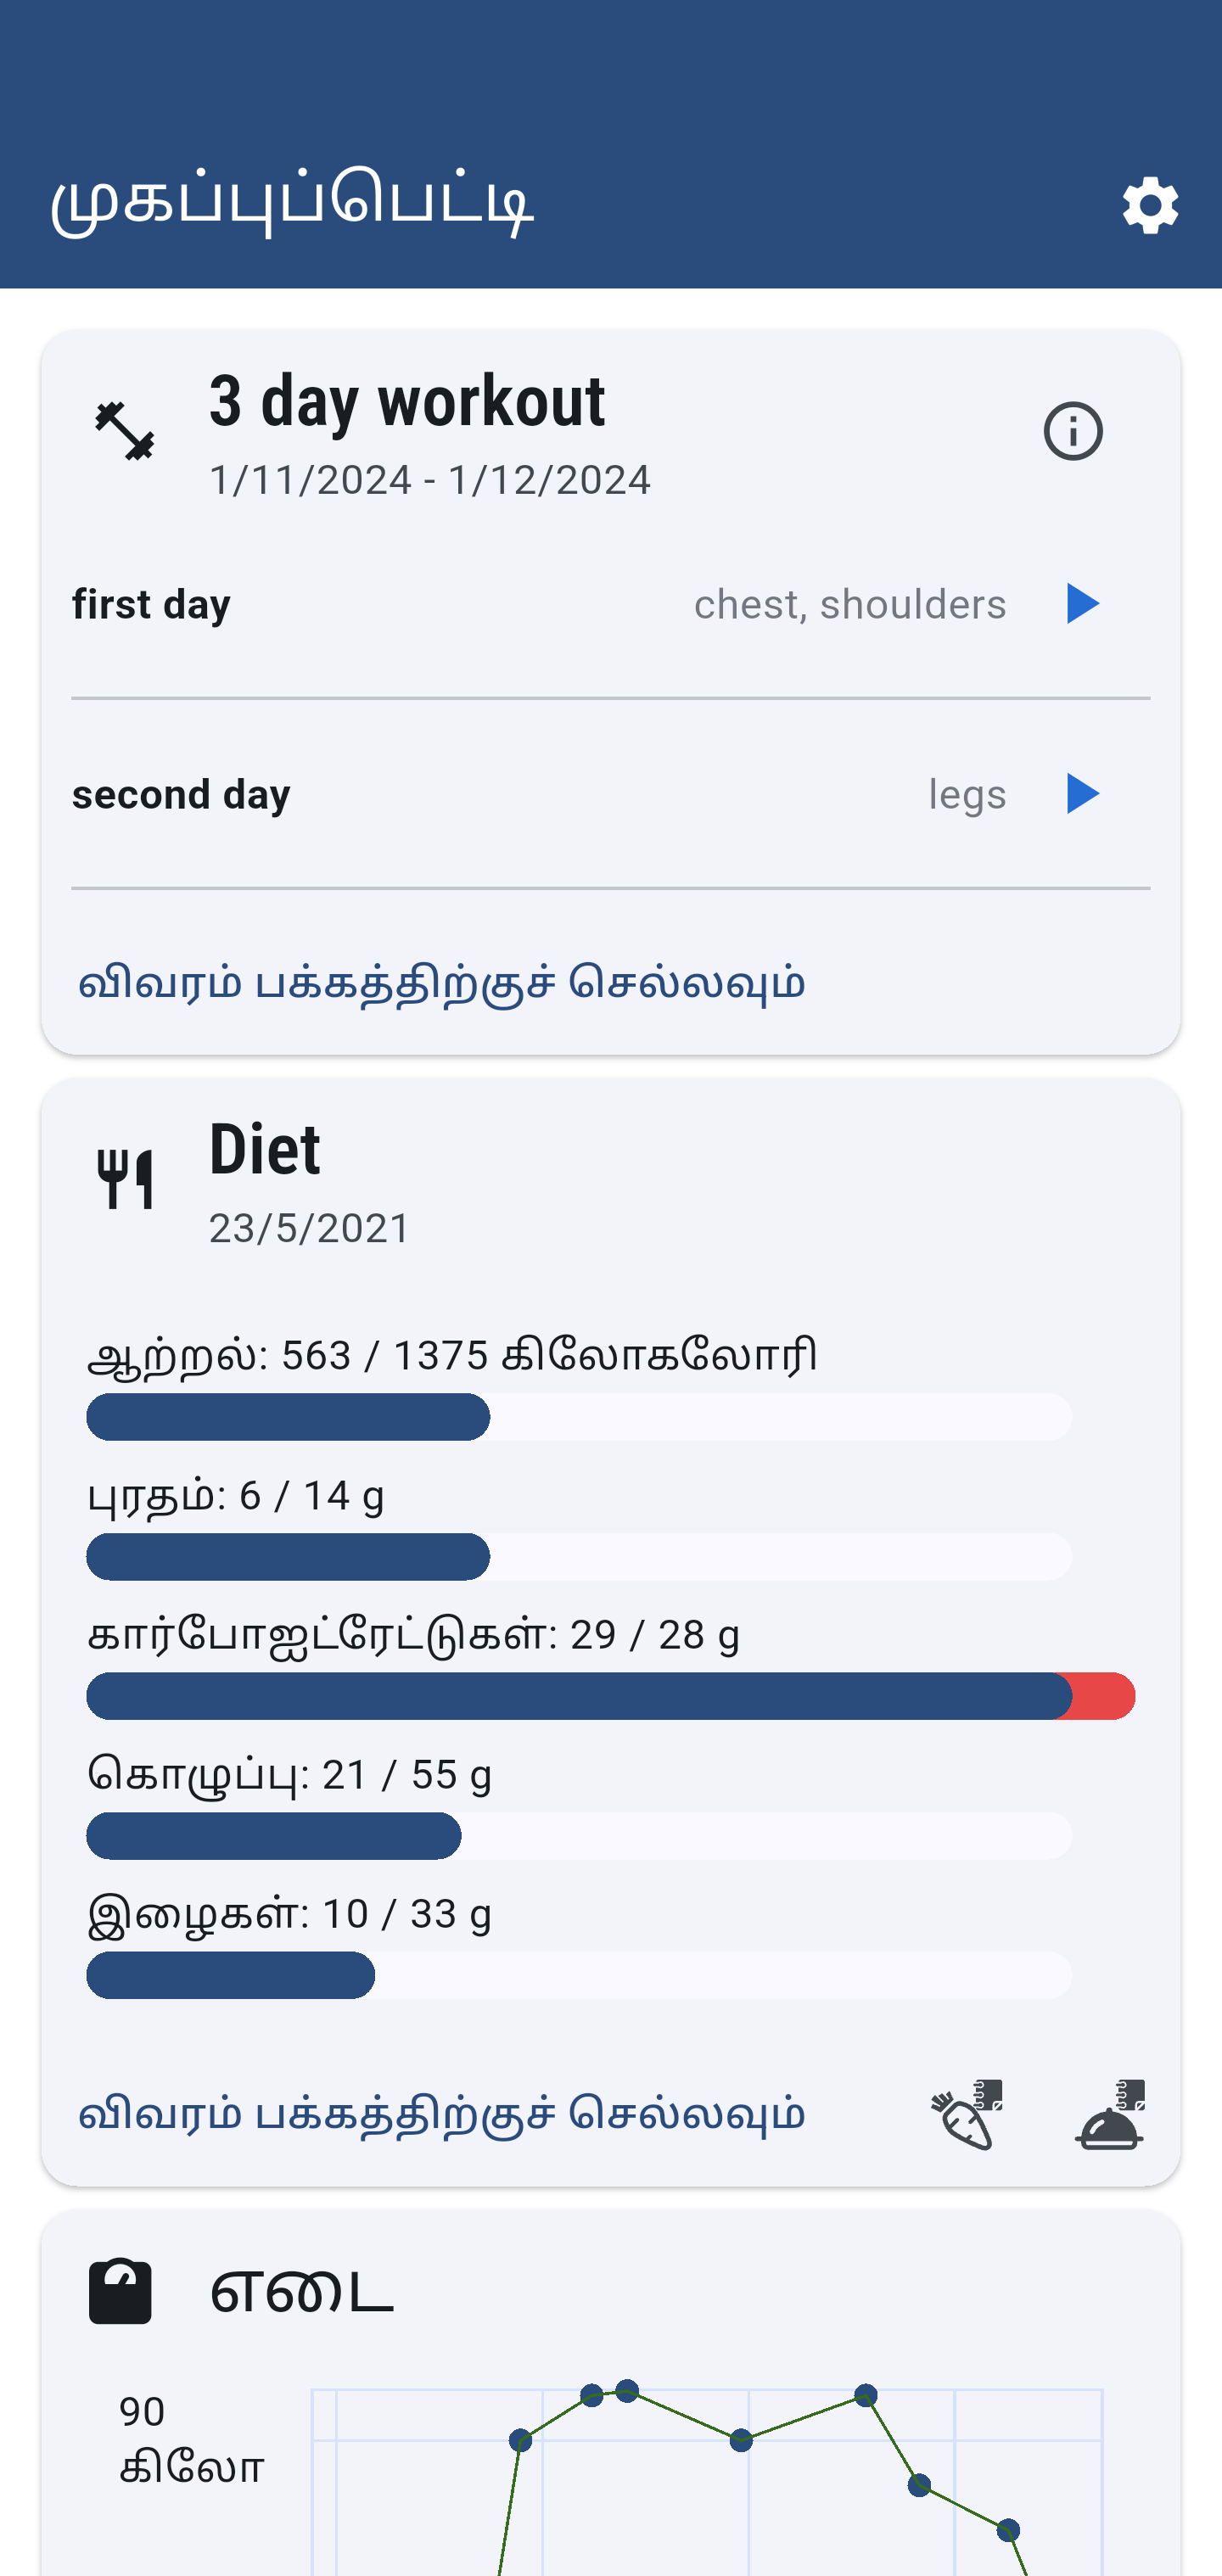 முகப்புப்பெட்டி
3 day workout
1/11/2024 - 1/12/2024
first day
chest, shoulders
second day
legs
விவரம் பக்கத்திற்குச் செல்லவும்
Diet
23/5/2021
ஆற்றல்: 563 / 1375 கிலோகலோரி
புரதம்: 6 / 14 g
கார்போஐட்ரேட்டுகள்: 29 / 28 g
கொழுப்பு: 21 / 55 g
இழைகள்: 10 / 33 g
விவரம் பக்கத்திற்குச் செல்லவும்
எடை
90
கிலோ